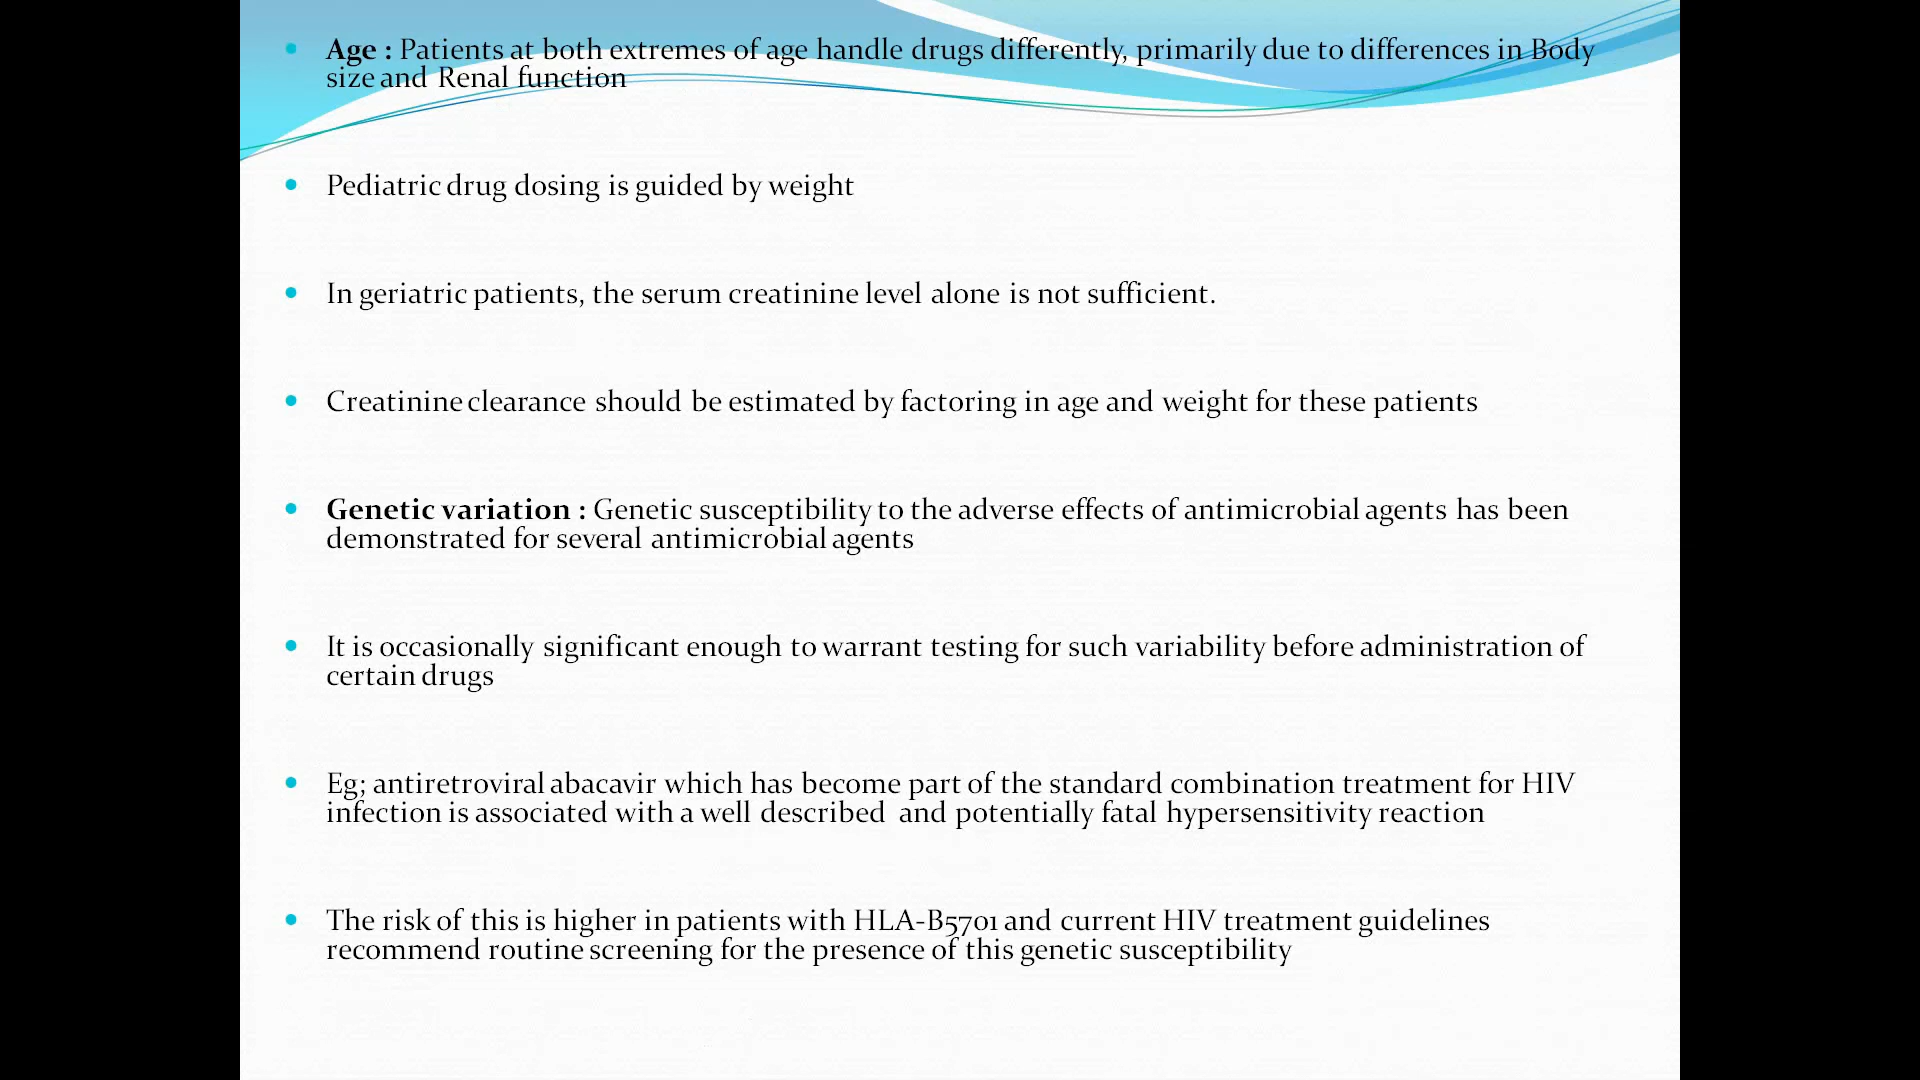 Age : Patients at both extremes of age handle drugs differently, primarily due to differences in Body
size and Renal function
Pediatric drug dosing is guided by weight
In geriatric patients, the serum creatinine level alone is not sufficient.
Creatinine clearance should be estimated by factoring in age and weight for these patients
Genetic variation : Genetic susceptibility to the adverse effects of antimicrobial agents has been
demonstrated for several antimicrobial agents
It is occasionally significant enough to warrant testing for such variability before administration of
certain drugs
Eg; antiretroviral abacavir which has become part of the standard combination treatment for HIV
infection is associated with a well described and potentially fatal hypersensitivity reaction
The risk of this is higher in patients with HLA-B5701 and current HIV treatment guidelines
recommend routine screening for the presence of this genetic susceptibility